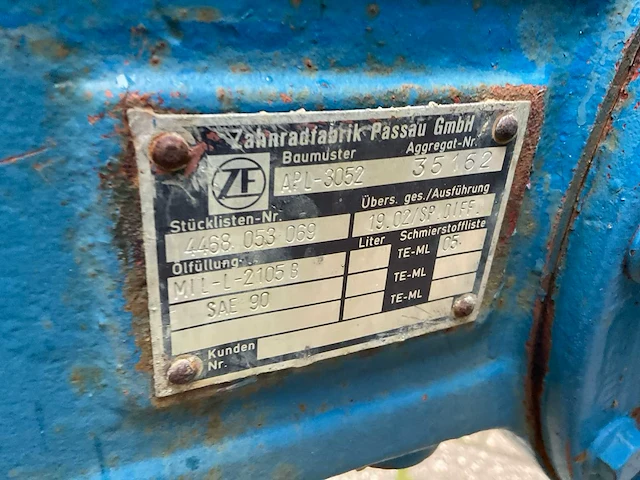 Zahnradfabrik Passau GmbH
ZF
Baumuster Aggregat-Nr.
APL-3052 35162
Stücklisten-Nr. Übers. ges./Ausführung
4468.053 069 19.02/SP.DIFF.
Ölfüllung Liter Schmierstoffliste
MIL-L-2105 B TE-ML 05.
SAE 90 TE-ML
TE-ML
Kunden
Nr.